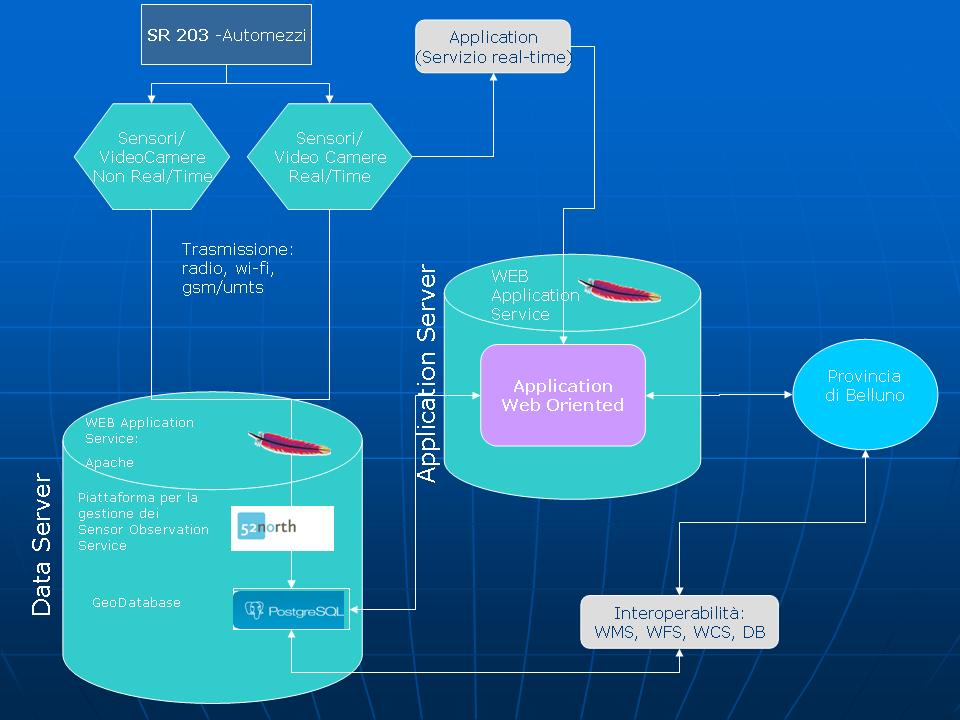 SR 203 -Automezzi
Application
(Servizio real-time)
Sensori/
VideoCamere
Non Real/Time
Sensori/
Video Camere
Real/Time
Trasmissione:
radio, wi-fi,
gsm/umts
Application Server
WEB
Application
Service
Application
Web Oriented
Provincia
di Belluno
Data Server
WEB Application
Service:
Apache
Piattaforma per la
gestione dei
Sensor Observation
Service
52north
GeoDatabase
PostgreSQL
Interoperabilità:
WMS, WFS, WCS, DB